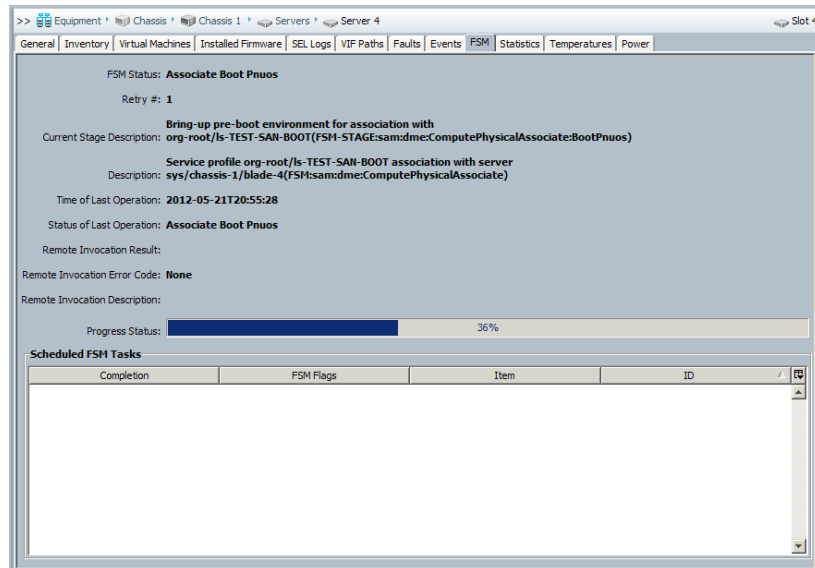 >> Equipment Chassis Chassis 1 Servers Server 4 Slot 4
General Inventory Virtual Machines Installed Firmware SEL Logs VIF Paths Faults Events FSM Statistics Temperatures Power
FSM Status: Associate Boot Pnuos
Retry #: 1
Bring-up pre-boot environment for association with
Current Stage Description: org-root/ls-TEST-SAN-BOOT(FSM-STAGE:sam:dme:ComputePhysicalAssociate:BootPnuos)
Service profile org-root/ls-TEST-SAN-BOOT association with server
Description: sys/chassis-1/blade-4(FSM:sam:dme:ComputePhysicalAssociate)
Time of Last Operation: 2012-05-21T20:55:28
Status of Last Operation: Associate Boot Pnuos
Remote Invocation Result:
Remote Invocation Error Code: None
Remote Invocation Description:
Progress Status: 36%
Scheduled FSM Tasks
Completion FSM Flags Item ID